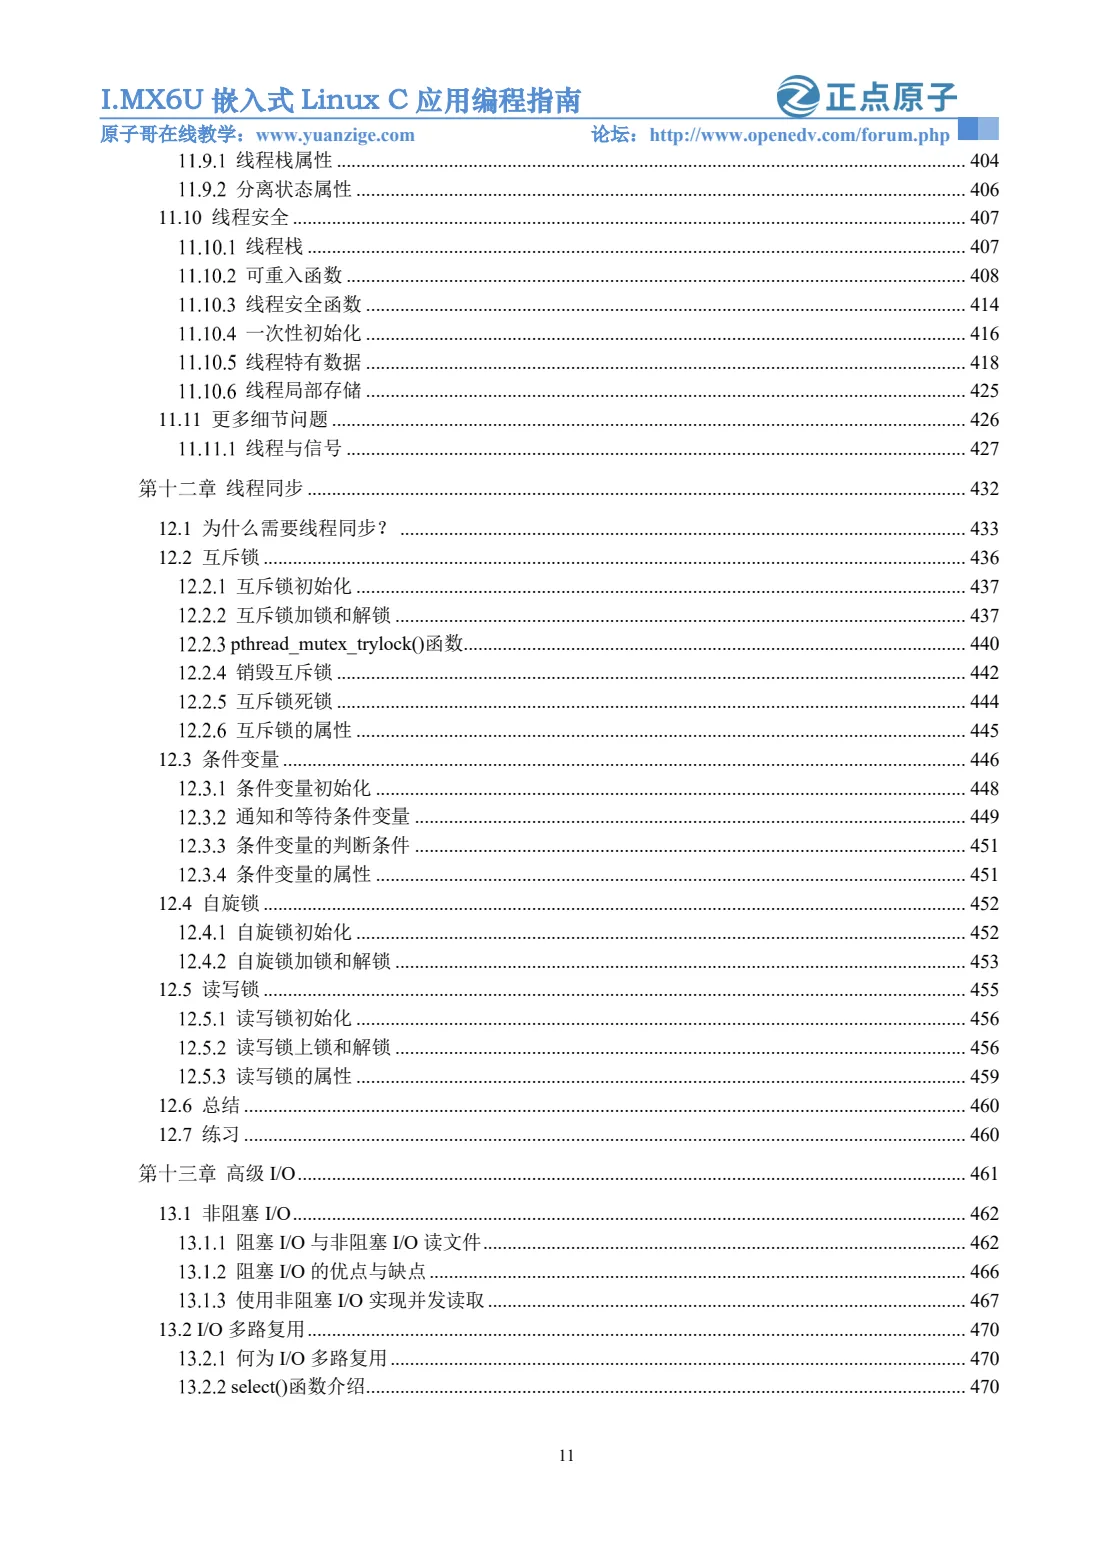 I.MX6U 嵌入式 Linux C 应用编程指南
正点原子
原子哥在线教学：www.yuanzige.com 论坛：http://www.openedv.com/forum.php
11.9.1 线程栈属性 404
11.9.2 分离状态属性 406
11.10 线程安全 407
11.10.1 线程栈 407
11.10.2 可重入函数 408
11.10.3 线程安全函数 414
11.10.4 一次性初始化 416
11.10.5 线程特有数据 418
11.10.6 线程局部存储 425
11.11 更多细节问题 426
11.11.1 线程与信号 427
第十二章 线程同步 432
12.1 为什么需要线程同步？ 433
12.2 互斥锁 436
12.2.1 互斥锁初始化 437
12.2.2 互斥锁加锁和解锁 437
12.2.3 pthread_mutex_trylock()函数 440
12.2.4 销毁互斥锁 442
12.2.5 互斥锁死锁 444
12.2.6 互斥锁的属性 445
12.3 条件变量 446
12.3.1 条件变量初始化 448
12.3.2 通知和等待条件变量 449
12.3.3 条件变量的判断条件 451
12.3.4 条件变量的属性 451
12.4 自旋锁 452
12.4.1 自旋锁初始化 452
12.4.2 自旋锁加锁和解锁 453
12.5 读写锁 455
12.5.1 读写锁初始化 456
12.5.2 读写锁上锁和解锁 456
12.5.3 读写锁的属性 459
12.6 总结 460
12.7 练习 460
第十三章 高级 I/O 461
13.1 非阻塞 I/O 462
13.1.1 阻塞 I/O 与非阻塞 I/O 读文件 462
13.1.2 阻塞 I/O 的优点与缺点 466
13.1.3 使用非阻塞 I/O 实现并发读取 467
13.2 I/O 多路复用 470
13.2.1 何为 I/O 多路复用 470
13.2.2 select()函数介绍 470
11